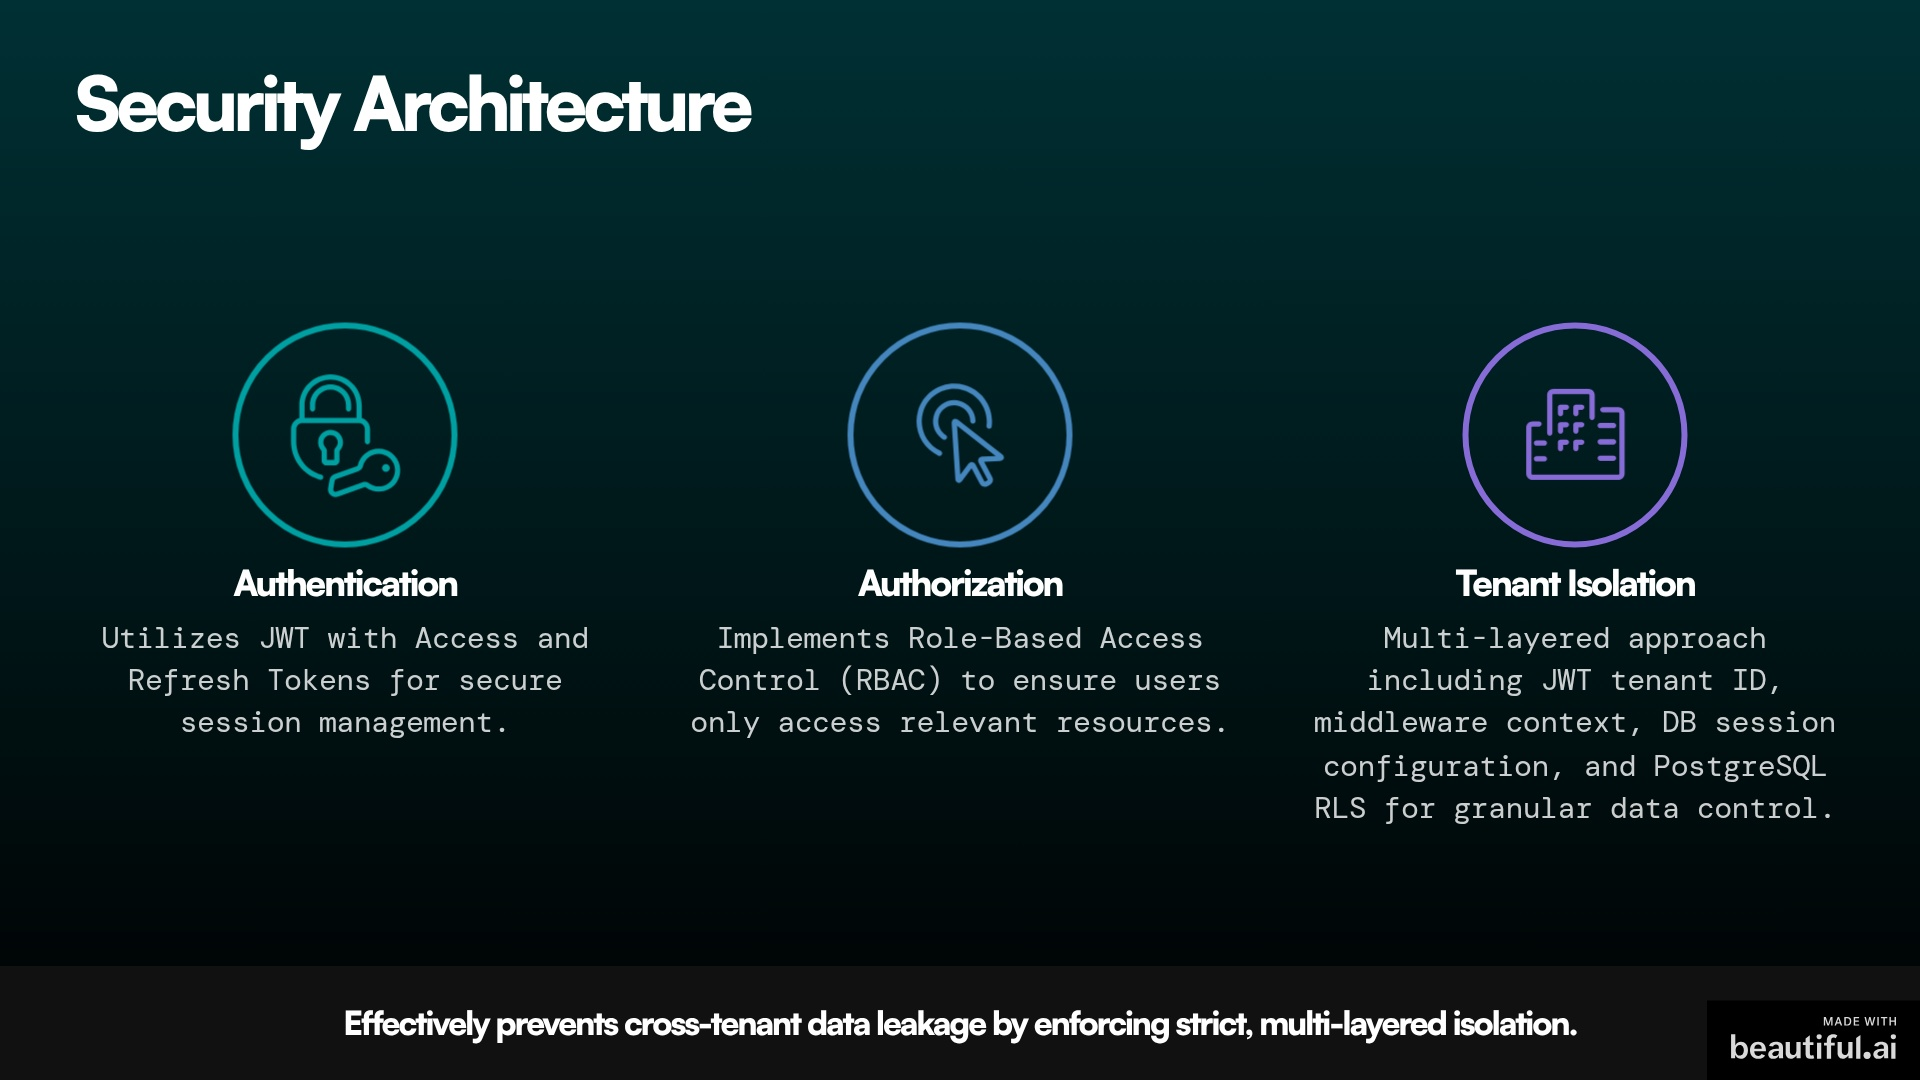 Security Architecture
Authentication
Utilizes JWT with Access and
Refresh Tokens for secure
session management.
Authorization
Implements Role-Based Access
Control (RBAC) to ensure users
only access relevant resources.
Tenant Isolation
Multi-layered approach
including JWT tenant ID,
middleware context, DB session
configuration, and PostgreSQL
RLS for granular data control.
Effectively prevents cross-tenant data leakage by enforcing strict, multi-layered isolation.
MADE WITH
beautiful.ai